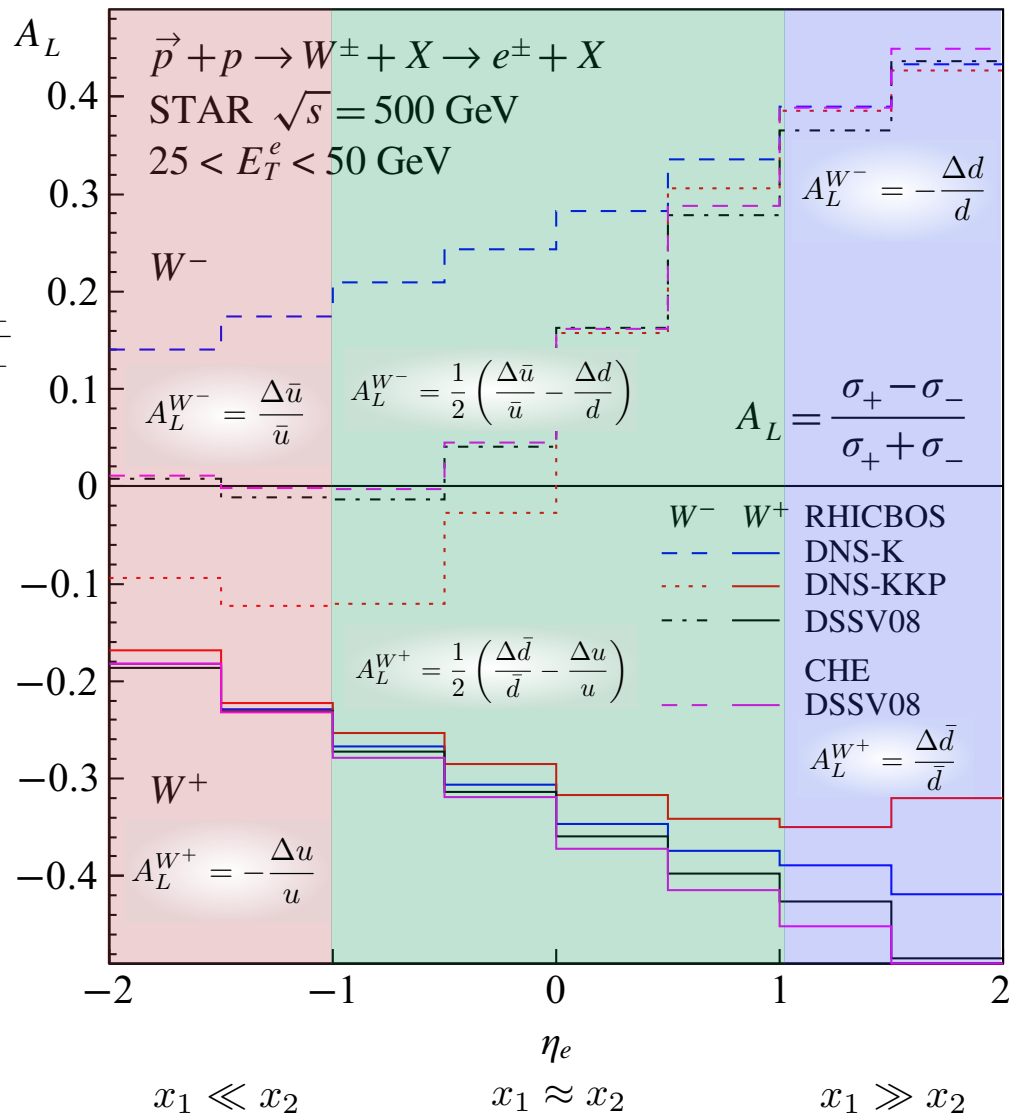 A_L
p⃗ + p → W^± + X → e^± + X
STAR √s = 500 GeV
25 < E_T^e < 50 GeV
0.4
0.3
0.2
0.1
0
−0.1
−0.2
−0.3
−0.4
W^−
A_L^{W^−} = Δū/ū
A_L^{W^−} = 1/2 (Δū/ū − Δd/d)
A_L^{W^−} = −Δd/d
A_L = (σ_+ − σ_−)/(σ_+ + σ_−)
W^− W^+ RHICBOS
DNS-K
DNS-KKP
DSSV08
CHE
DSSV08
A_L^{W^+} = 1/2 (Δd̄/d̄ − Δu/u)
A_L^{W^+} = Δd̄/d̄
W^+
A_L^{W^+} = −Δu/u
−2 −1 0 1 2
η_e
x_1 ≪ x_2 x_1 ≈ x_2 x_1 ≫ x_2